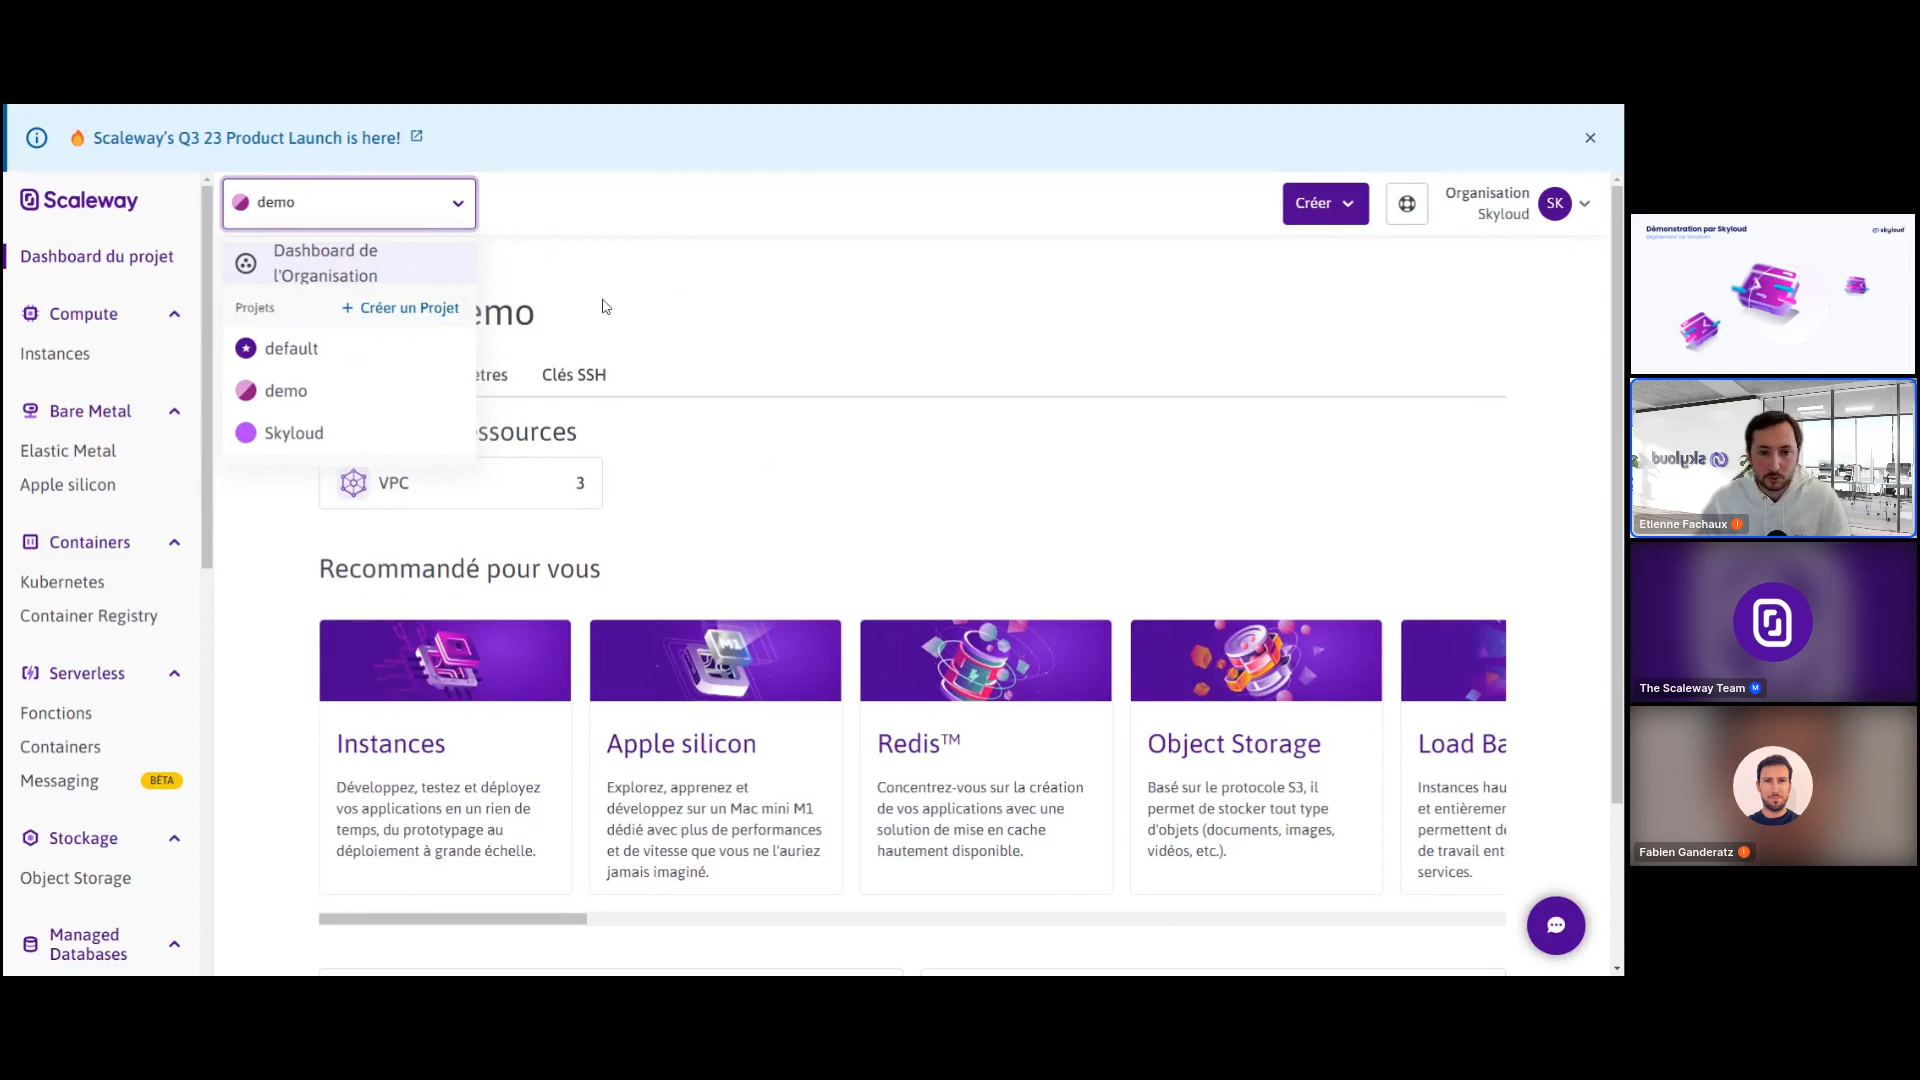 Scaleway's Q3 23 Product Launch is here!
Scaleway
demo
Créer
Organisation
Skyloud
SK
Dashboard du projet
Dashboard de
l'Organisation
Projets
+ Créer un Projet
default
demo
Skyloud
emo
etres
Clés SSH
ssources
VPC
3
Compute
Instances
Bare Metal
Elastic Metal
Apple silicon
Containers
Kubernetes
Container Registry
Serverless
Fonctions
Containers
Messaging
BÊTA
Stockage
Object Storage
Managed
Databases
Recommandé pour vous
M1
Instances
Développez, testez et déployez
vos applications en un rien de
temps, du prototypage au
déploiement à grande échelle.
Apple silicon
Explorez, apprenez et
développez sur un Mac mini M1
dédié avec plus de performances
et de vitesse que vous ne l'auriez
jamais imaginé.
Redis™
Concentrez-vous sur la création
de vos applications avec une
solution de mise en cache
hautement disponible.
Object Storage
Basé sur le protocole S3, il
permet de stocker tout type
d'objets (documents, images,
vidéos, etc.).
Load Ba
Instances hau
et entièremen
permettent de
de travail ent
services.
Démonstration par Skyloud
skyloud
skyloud
Etienne Fachaux
The Scaleway Team
M
Fabien Ganderatz